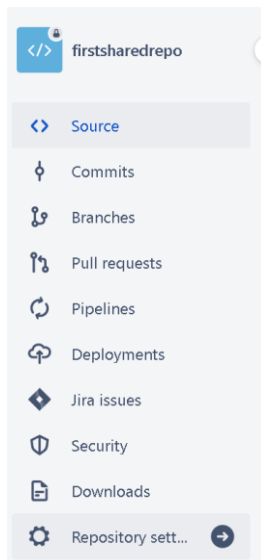 firstsharedrepo
Source
Commits
Branches
Pull requests
Pipelines
Deployments
Jira issues
Security
Downloads
Repository sett...